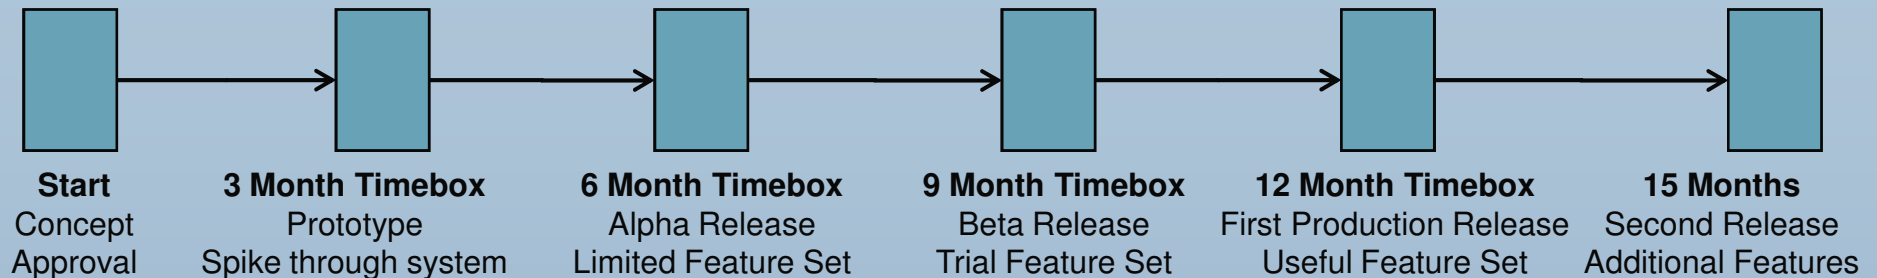 Start
Concept
Approval
3 Month Timebox
Prototype
Spike through system
6 Month Timebox
Alpha Release
Limited Feature Set
9 Month Timebox
Beta Release
Trial Feature Set
12 Month Timebox
First Production Release
Useful Feature Set
15 Months
Second Release
Additional Features